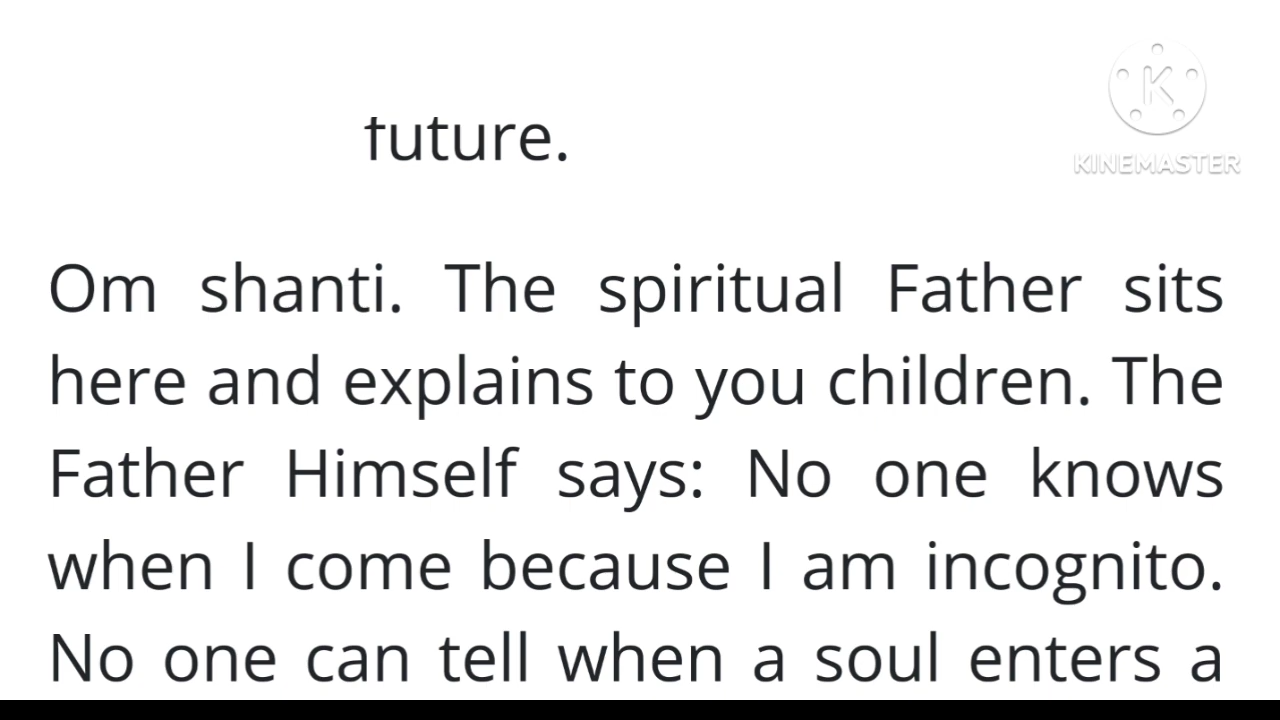 future.
K
KINEMASTER
Om shanti. The spiritual Father sits
here and explains to you children. The
Father Himself says: No one knows
when I come because I am incognito.
No one can tell when a soul enters a